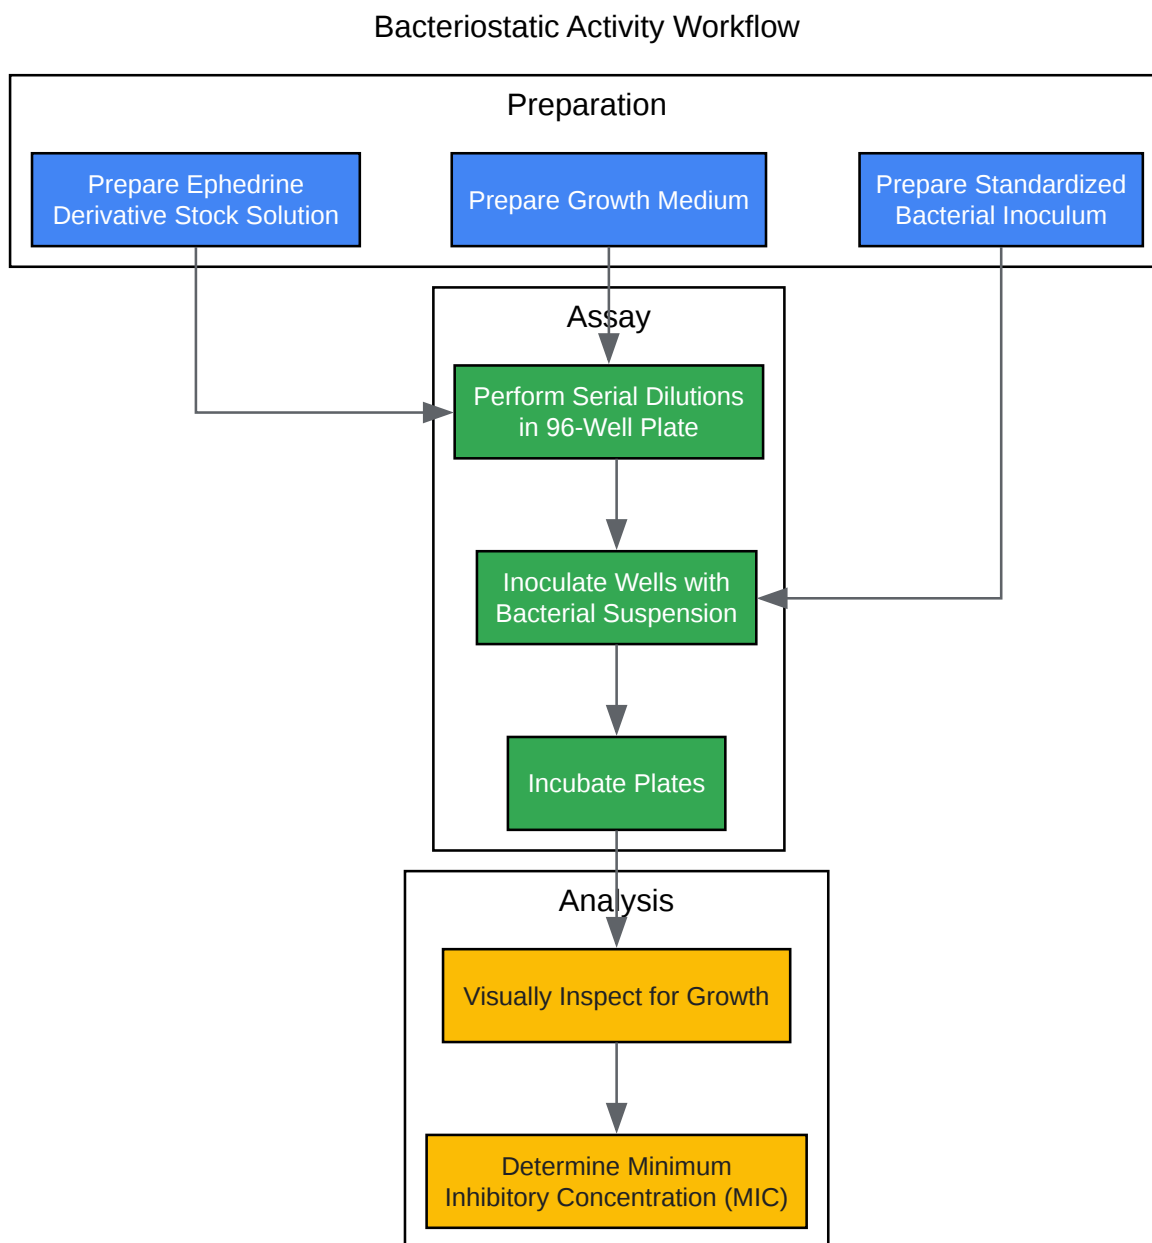 Bacteriostatic Activity Workflow
Preparation
Prepare Ephedrine
Derivative Stock Solution
Prepare Growth Medium
Prepare Standardized
Bacterial Inoculum
Assay
Perform Serial Dilutions
in 96-Well Plate
Inoculate Wells with
Bacterial Suspension
Incubate Plates
Analysis
Visually Inspect for Growth
Determine Minimum
Inhibitory Concentration (MIC)